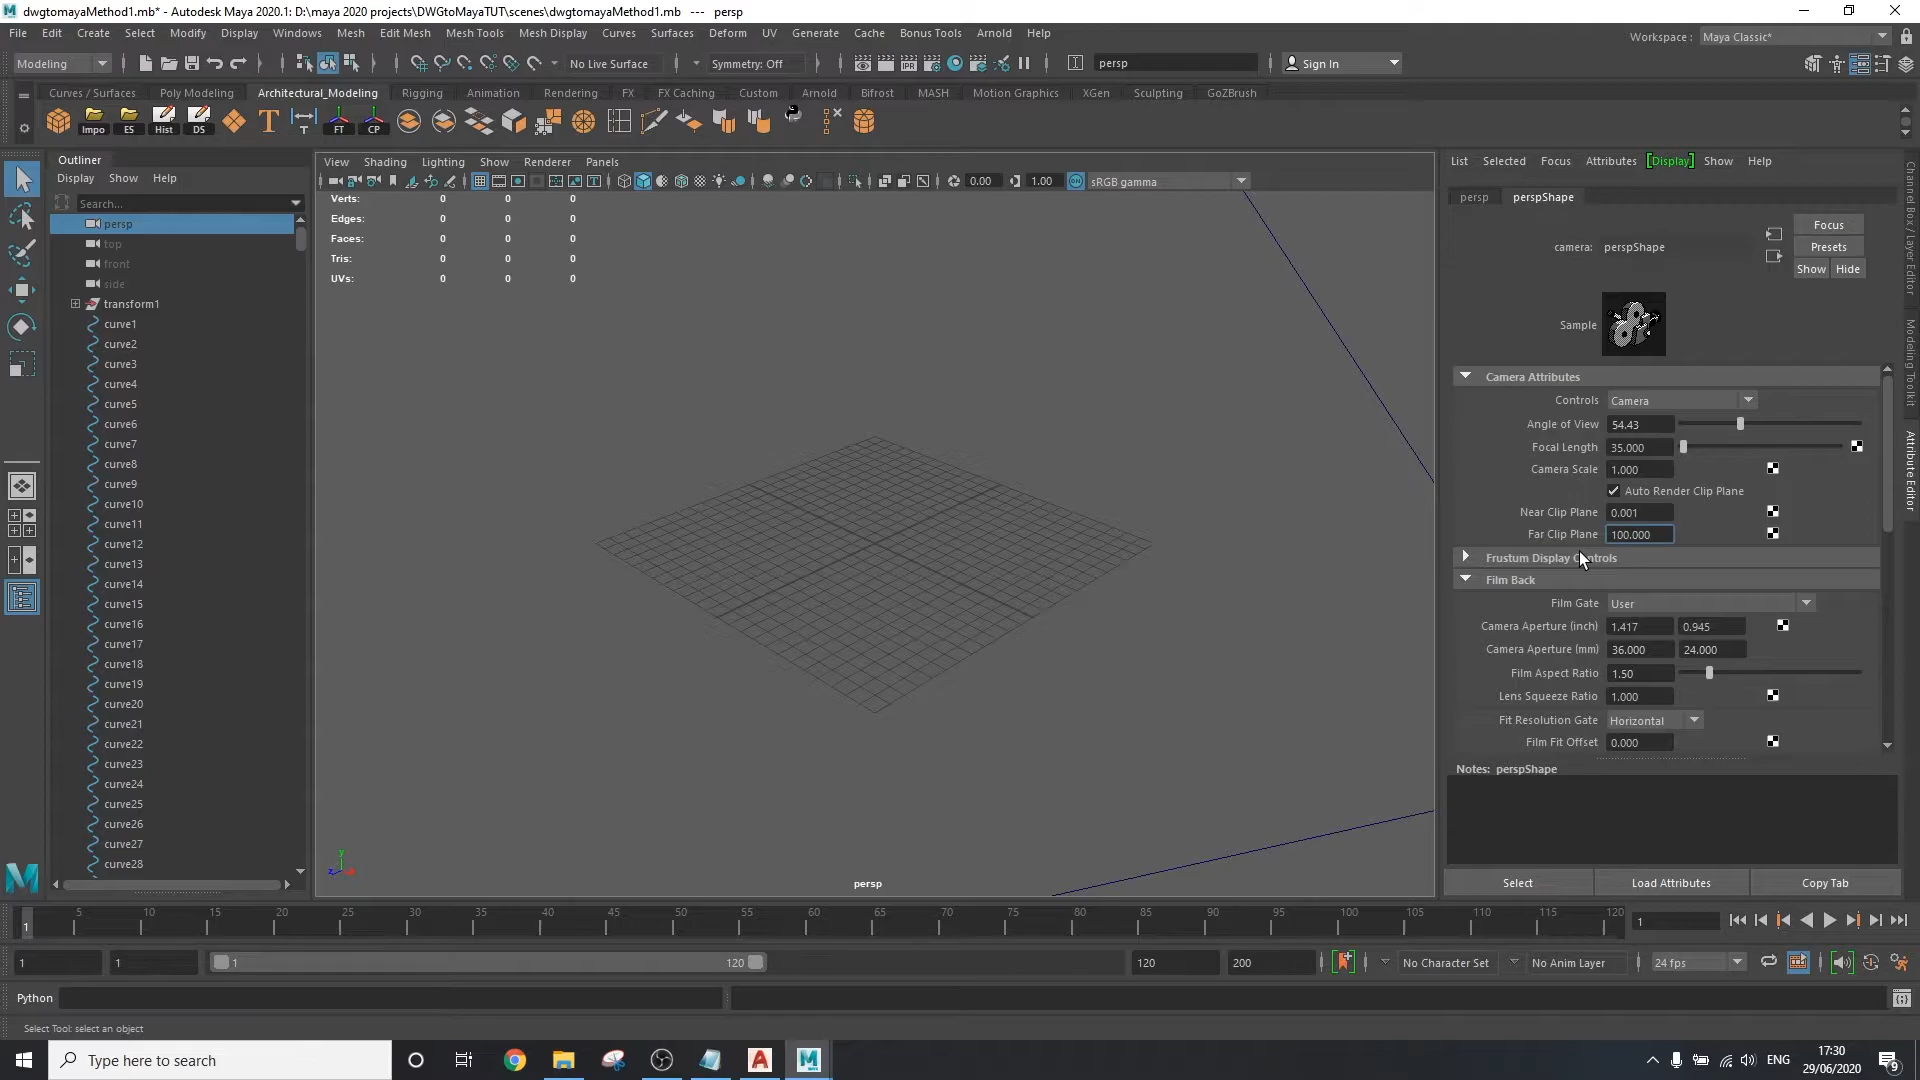 dwgtomayaMethod1.mb* - Autodesk Maya 2020.1: D:\maya 2020 projects\DWGtoMayaTUT\scenes\dwgtomayaMethod1.mb --- persp
File Edit Create Select Modify Display Windows Mesh Edit Mesh Mesh Tools Mesh Display Curves Surfaces Deform UV Generate Cache Bonus Tools Arnold Help
Workspace : Maya Classic*
Modeling No Live Surface Symmetry: Off persp Sign In
Curves / Surfaces Poly Modeling Architectural_Modeling Rigging Animation Rendering FX FX Caching Custom Arnold Bifrost MASH Motion Graphics XGen Sculpting GoZBrush
Impo ES Hist DS T FT CP
Outliner
Display Show Help
Search...
persp
top
front
side
transform1
curve1
curve2
curve3
curve4
curve5
curve6
curve7
curve8
curve9
curve10
curve11
curve12
curve13
curve14
curve15
curve16
curve17
curve18
curve19
curve20
curve21
curve22
curve23
curve24
curve25
curve26
curve27
curve28
View Shading Lighting Show Renderer Panels
0.00 1.00 sRGB gamma
Verts: 0 0 0
Edges: 0 0 0
Faces: 0 0 0
Tris: 0 0 0
UVs: 0 0 0
y
z
persp
List Selected Focus Attributes [Display] Show Help
persp perspShape
Focus
camera: perspShape
Presets
Show Hide
Sample
Camera Attributes
Controls Camera
Angle of View 54.43
Focal Length 35.000
Camera Scale 1.000
Auto Render Clip Plane
Near Clip Plane 0.001
Far Clip Plane 100.000
Frustum Display Controls
Film Back
Film Gate User
Camera Aperture (inch) 1.417 0.945
Camera Aperture (mm) 36.000 24.000
Film Aspect Ratio 1.50
Lens Squeeze Ratio 1.000
Fit Resolution Gate Horizontal
Film Fit Offset 0.000
Notes: perspShape
Select Load Attributes Copy Tab
Channel Box / Layer Editor
Modeling Toolkit
Attribute Editor
1 5 10 15 20 25 30 35 40 45 50 55 60 65 70 75 80 85 90 95 100 105 110 115 120 1
1 1 1 120 120 200 No Character Set No Anim Layer 24 fps
Python
Select Tool: select an object
Type here to search
ENG
17:30
29/06/2020
9